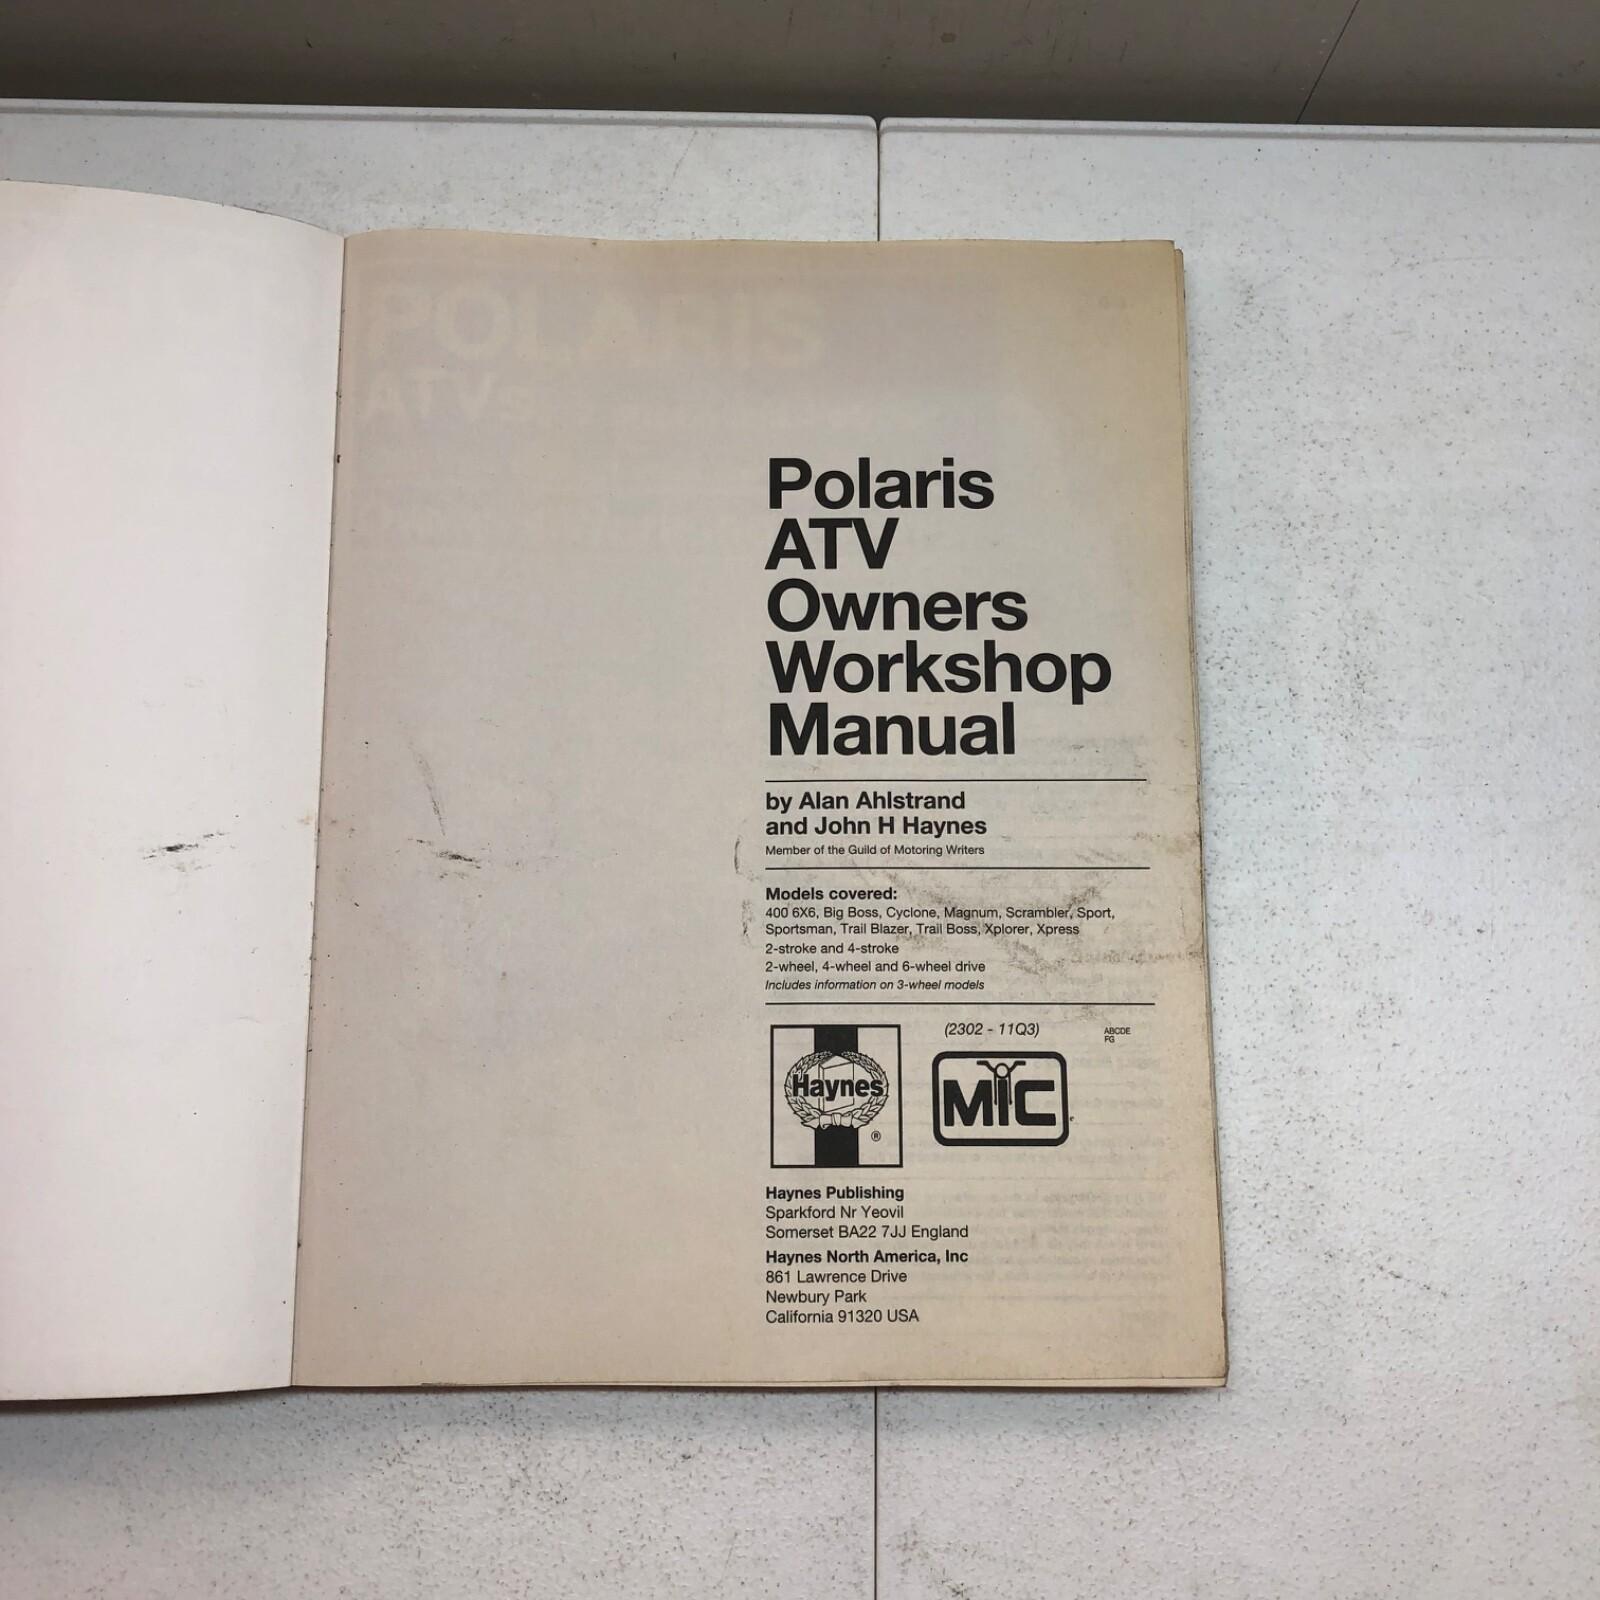 POLARIS
ATVs
Polaris
ATV
Owners
Workshop
Manual
by Alan Ahlstrand
and John H Haynes
Member of the Guild of Motoring Writers
Models covered:
400 6X6, Big Boss, Cyclone, Magnum, Scrambler, Sport,
Sportsman, Trail Blazer, Trail Boss, Xplorer, Xpress
2-stroke and 4-stroke
2-wheel, 4-wheel and 6-wheel drive
Includes information on 3-wheel models
(2302 - 11Q3)
ABCDE
FG
Haynes
®
MIC
Haynes Publishing
Sparkford Nr Yeovil
Somerset BA22 7JJ England
Haynes North America, Inc
861 Lawrence Drive
Newbury Park
California 91320 USA